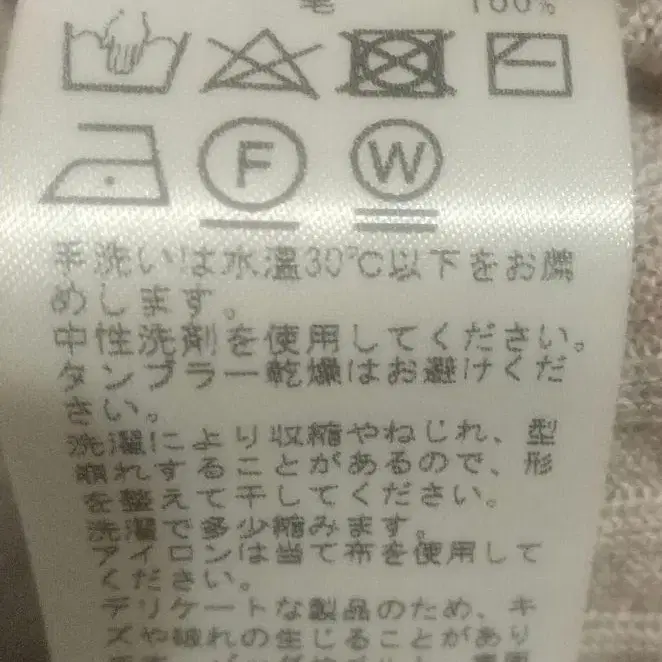 毛 100%
F
W
手洗いは水温30℃以下をお薦
めします。
中性洗剤を使用してください。
タンブラー乾燥はお避けくだ
さい。
洗濯により収縮やねじれ、型
崩れすることがあるので、形
を整えて干してください。
洗濯で多少縮みます。
アイロンは当て布を使用して
ください。
デリケートな製品のため、キ
ズや破れの生じることがあり